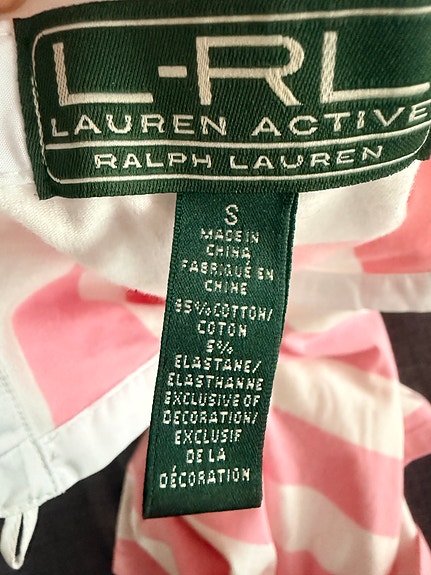 L-RL
LAUREN ACTIVE
RALPH LAUREN
S
MADE IN
CHINA
FABRIQUÉ EN
CHINE
95% COTTON/
COTON
5%
ELASTANE/
ELASTHANNE
EXCLUSIVE OF
DECORATION/
EXCLUSIF
DE LA
DÉCORATION